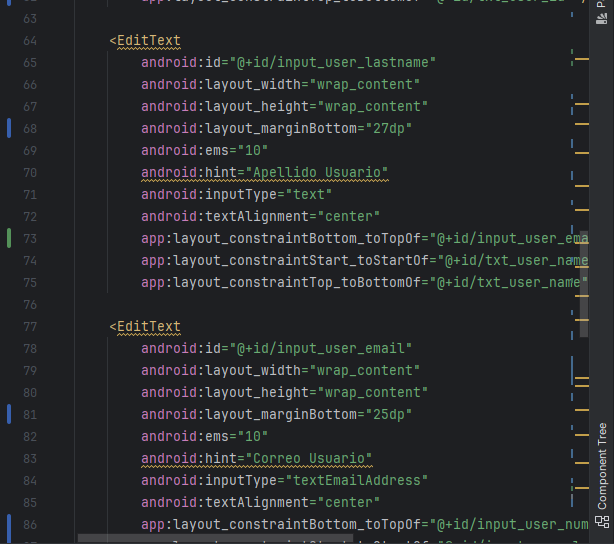 63
64 <EditText
65 android:id="@+id/input_user_lastname"
66 android:layout_width="wrap_content"
67 android:layout_height="wrap_content"
68 android:layout_marginBottom="27dp"
69 android:ems="10"
70 android:hint="Apellido Usuario"
71 android:inputType="text"
72 android:textAlignment="center"
73 app:layout_constraintBottom_toTopOf="@+id/input_user_ema
74 app:layout_constraintStart_toStartOf="@+id/txt_user_name
75 app:layout_constraintTop_toBottomOf="@+id/txt_user_name"
76
77 <EditText
78 android:id="@+id/input_user_email"
79 android:layout_width="wrap_content"
80 android:layout_height="wrap_content"
81 android:layout_marginBottom="25dp"
82 android:ems="10"
83 android:hint="Correo Usuario"
84 android:inputType="textEmailAddress"
85 android:textAlignment="center"
86 app:layout_constraintBottom_toTopOf="@+id/input_user_num
Component Tree